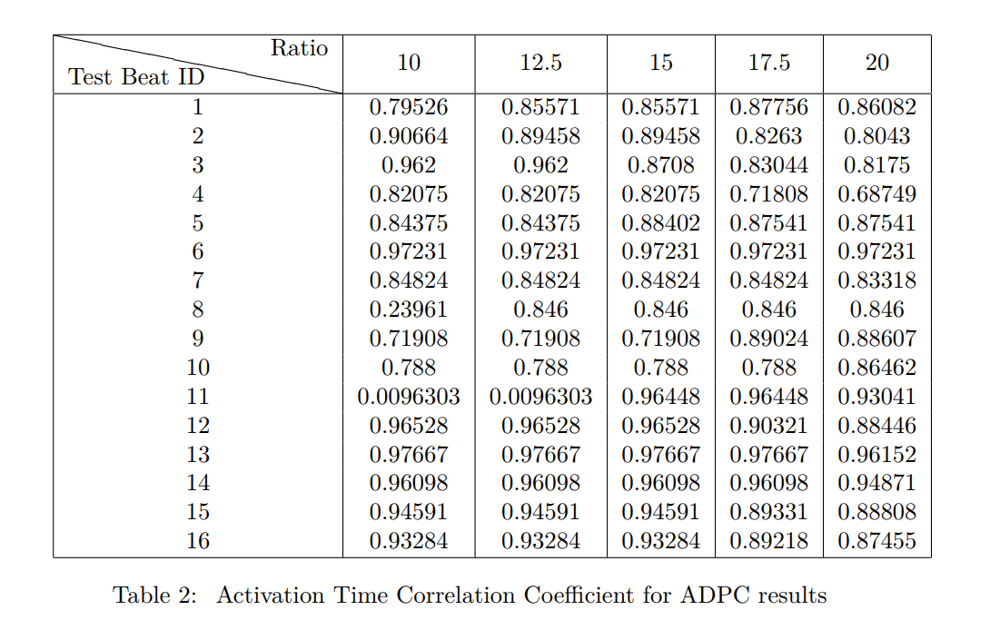 Ratio
Test Beat ID 10 12.5 15 17.5 20
1 0.79526 0.85571 0.85571 0.87756 0.86082
2 0.90664 0.89458 0.89458 0.8263 0.8043
3 0.962 0.962 0.8708 0.83044 0.8175
4 0.82075 0.82075 0.82075 0.71808 0.68749
5 0.84375 0.84375 0.88402 0.87541 0.87541
6 0.97231 0.97231 0.97231 0.97231 0.97231
7 0.84824 0.84824 0.84824 0.84824 0.83318
8 0.23961 0.846 0.846 0.846 0.846
9 0.71908 0.71908 0.71908 0.89024 0.88607
10 0.788 0.788 0.788 0.788 0.86462
11 0.0096303 0.0096303 0.96448 0.96448 0.93041
12 0.96528 0.96528 0.96528 0.90321 0.88446
13 0.97667 0.97667 0.97667 0.97667 0.96152
14 0.96098 0.96098 0.96098 0.96098 0.94871
15 0.94591 0.94591 0.94591 0.89331 0.88808
16 0.93284 0.93284 0.93284 0.89218 0.87455
Table 2: Activation Time Correlation Coefficient for ADPC results